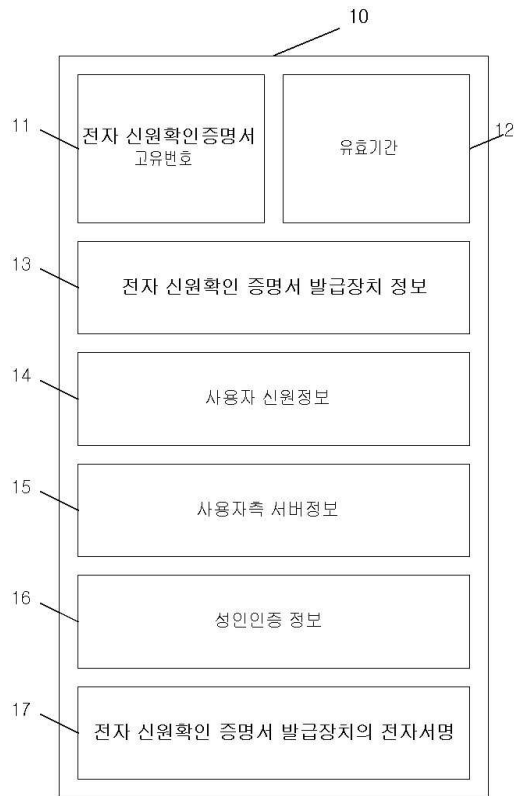 10
11
전자 신원확인증명서
고유번호
유효기간
12
13
전자 신원확인 증명서 발급장치 정보
14
사용자 신원정보
15
사용자측 서버정보
16
성인인증 정보
17
전자 신원확인 증명서 발급장치의 전자서명